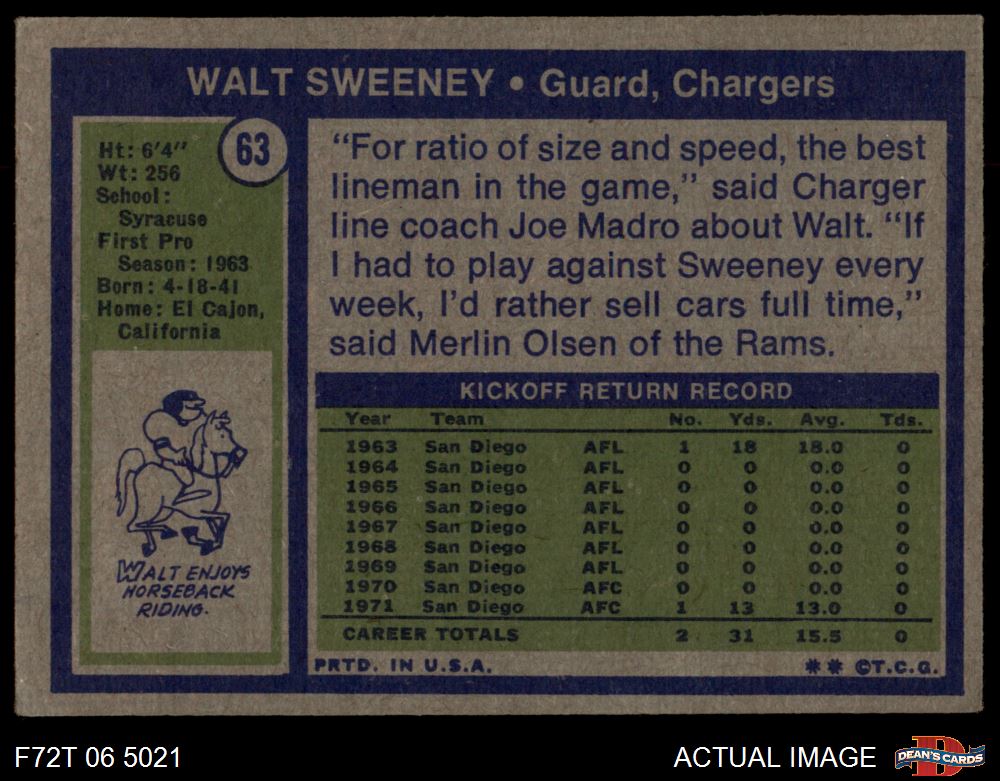 WALT SWEENEY • Guard, Chargers
63
Ht: 6'4"
Wt: 256
School:
Syracuse
First Pro
Season: 1963
Born: 4-18-41
Home: El Cajon,
California
WALT ENJOYS
HORSEBACK
RIDING.
"For ratio of size and speed, the best
lineman in the game," said Charger
line coach Joe Madro about Walt. "If
I had to play against Sweeney every
week, I'd rather sell cars full time,"
said Merlin Olsen of the Rams.
KICKOFF RETURN RECORD
Year Team No. Yds. Avg. Tds.
1963 San Diego AFL 1 18 18.0 0
1964 San Diego AFL 0 0 0.0 0
1965 San Diego AFL 0 0 0.0 0
1966 San Diego AFL 0 0 0.0 0
1967 San Diego AFL 0 0 0.0 0
1968 San Diego AFL 0 0 0.0 0
1969 San Diego AFL 0 0 0.0 0
1970 San Diego AFC 0 0 0.0 0
1971 San Diego AFC 1 13 13.0 0
CAREER TOTALS 2 31 15.5 0
PRTD. IN U.S.A. ** ©T.C.G.
F72T 06 5021 ACTUAL IMAGE
D
DEAN'S CARDS